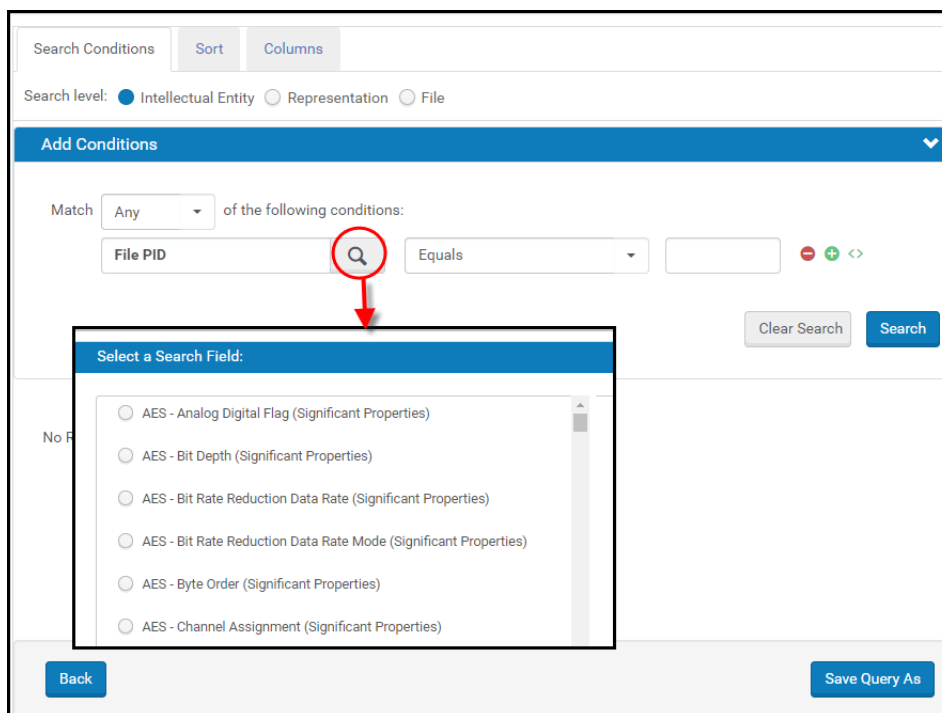 Search Conditions Sort Columns
Search level: Intellectual Entity Representation File
Add Conditions
Match Any of the following conditions:
File PID Equals
Clear Search Search
Select a Search Field:
AES - Analog Digital Flag (Significant Properties)
No
AES - Bit Depth (Significant Properties)
AES - Bit Rate Reduction Data Rate (Significant Properties)
AES - Bit Rate Reduction Data Rate Mode (Significant Properties)
AES - Byte Order (Significant Properties)
AES - Channel Assignment (Significant Properties)
Back Save Query As